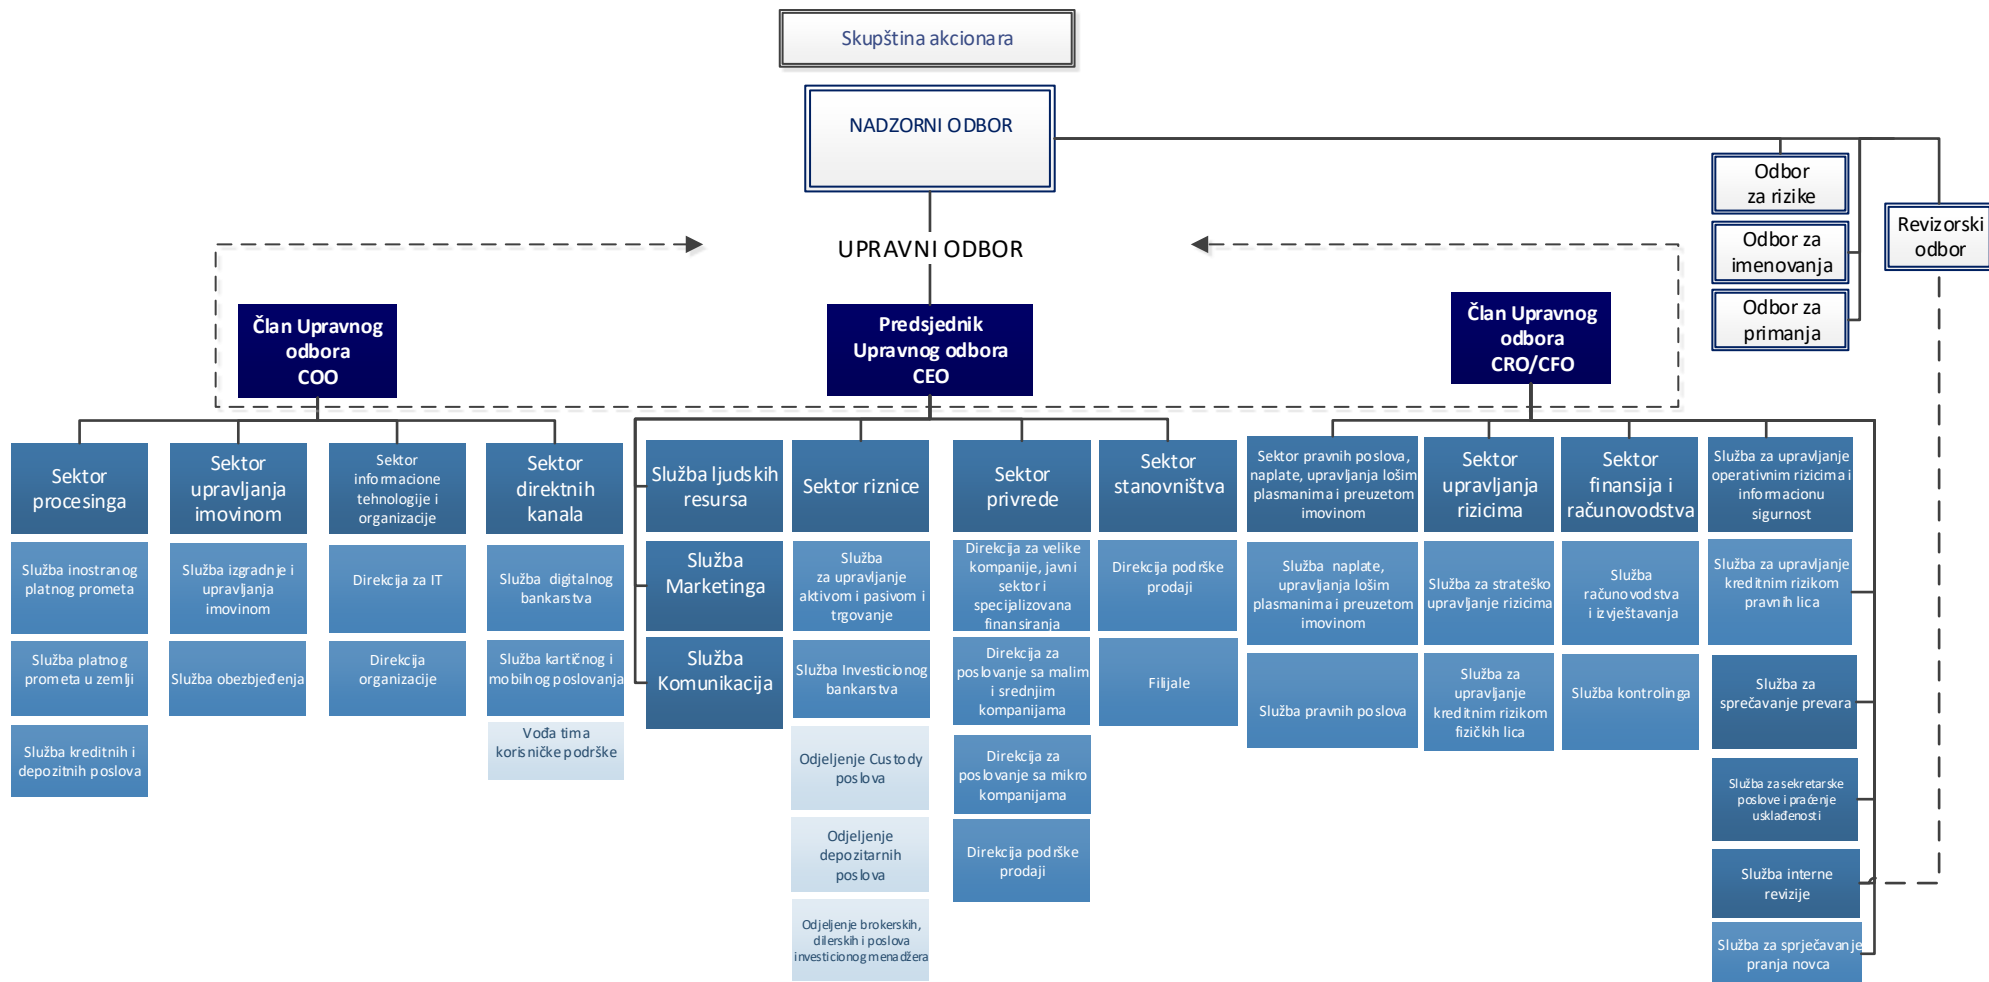 Skupština akcionara
NADZORNI ODBOR
Odbor
za rizike
Odbor za
imenovanja
Odbor za
primanja
Revizorski
odbor
UPRAVNI ODBOR
Član Upravnog
odbora
COO
Predsjednik
Upravnog odbora
CEO
Član Upravnog
odbora
CRO/CFO
Sektor
procesinga
Služba inostranog
platnog prometa
Služba platnog
prometa u zemlji
Služba kreditnih i
depozitnih poslova
Sektor
upravljanja
imovinom
Služba izgradnje i
upravljanja
imovinom
Služba obezbjeđenja
Sektor
informacione
tehnologije i
organizacije
Direkcija za IT
Direkcija
organizacije
Sektor
direktnih
kanala
Služba digitalnog
bankarstva
Služba kartičnog i
mobilnog poslovanja
Vođa tima
korisničke podrške
Služba ljudskih
resursa
Služba
Marketinga
Služba
Komunikacija
Sektor riznice
Služba
za upravljanje
aktivom i pasivom i
trgovanje
Služba Investicionog
bankarstva
Odjeljenje Custody
poslova
Odjeljenje
depozitarnih
poslova
Odjeljenje brokerskih,
dilerskih i poslova
investicionog menadžera
Sektor
privrede
Direkcija za velike
kompanije, javni
sektor i
specijalizovana
finansiranja
Direkcija za
poslovanje sa malim
i srednjim
kompanijama
Direkcija za
poslovanje sa mikro
kompanijama
Direkcija podrške
prodaji
Sektor
stanovništva
Direkcija podrške
prodaji
Filijale
Sektor pravnih poslova,
naplate, upravljanja lošim
plasmanima i preuzetom
imovinom
Služba naplate,
upravljanja lošim
plasmanima i preuzetom
imovinom
Služba pravnih poslova
Sektor
upravljanja
rizicima
Služba za strateško
upravljanje rizicima
Služba za
upravljanje
kreditnim rizikom
fizičkih lica
Sektor
finansija i
računovodstva
Služba
računovodstva
i izvještavanja
Služba kontrolinga
Služba za upravljanje
operativnim rizicima i
informacionu
sigurnost
Služba za upravljanje
kreditnim rizikom
pravnih lica
Služba za
sprečavanje prevara
Služba za sekretarske
poslove i praćenje
usklađenosti
Služba interne
revizije
Služba za sprječavanje
pranja novca